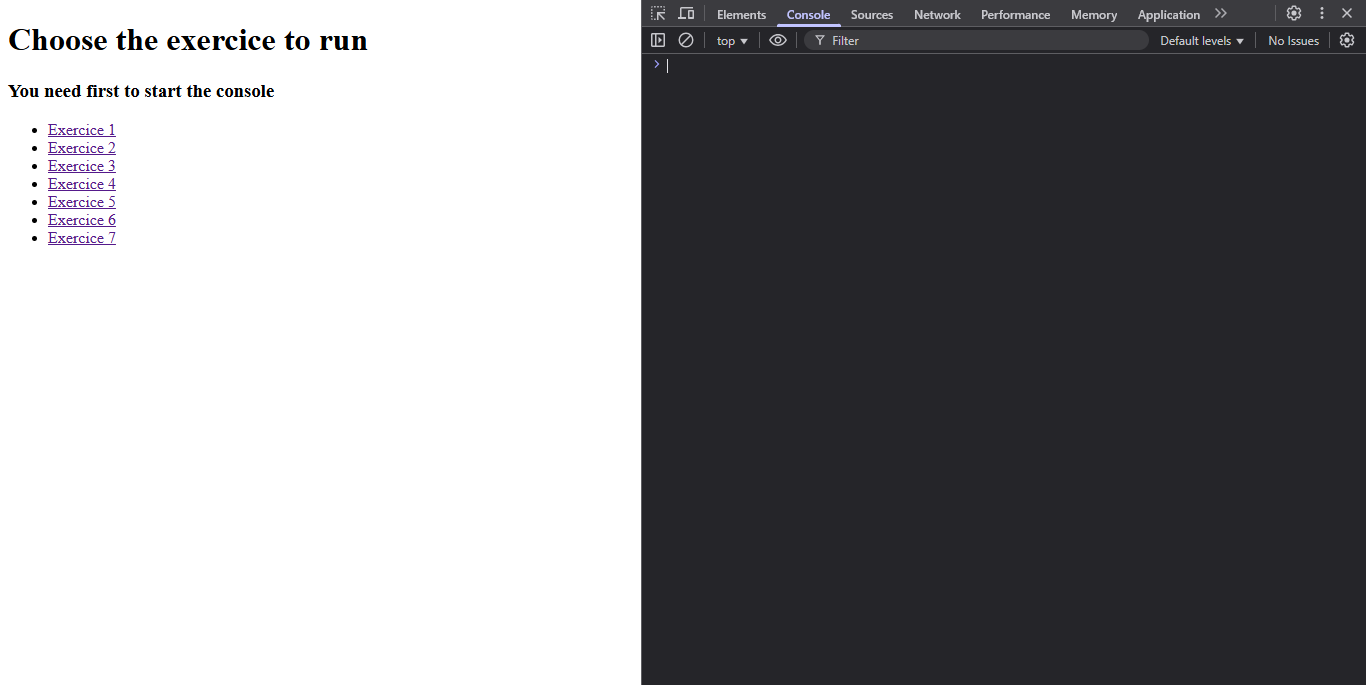 Choose the exercice to run
You need first to start the console
Exercice 1
Exercice 2
Exercice 3
Exercice 4
Exercice 5
Exercice 6
Exercice 7
Elements Console Sources Network Performance Memory Application
top Filter Default levels No Issues